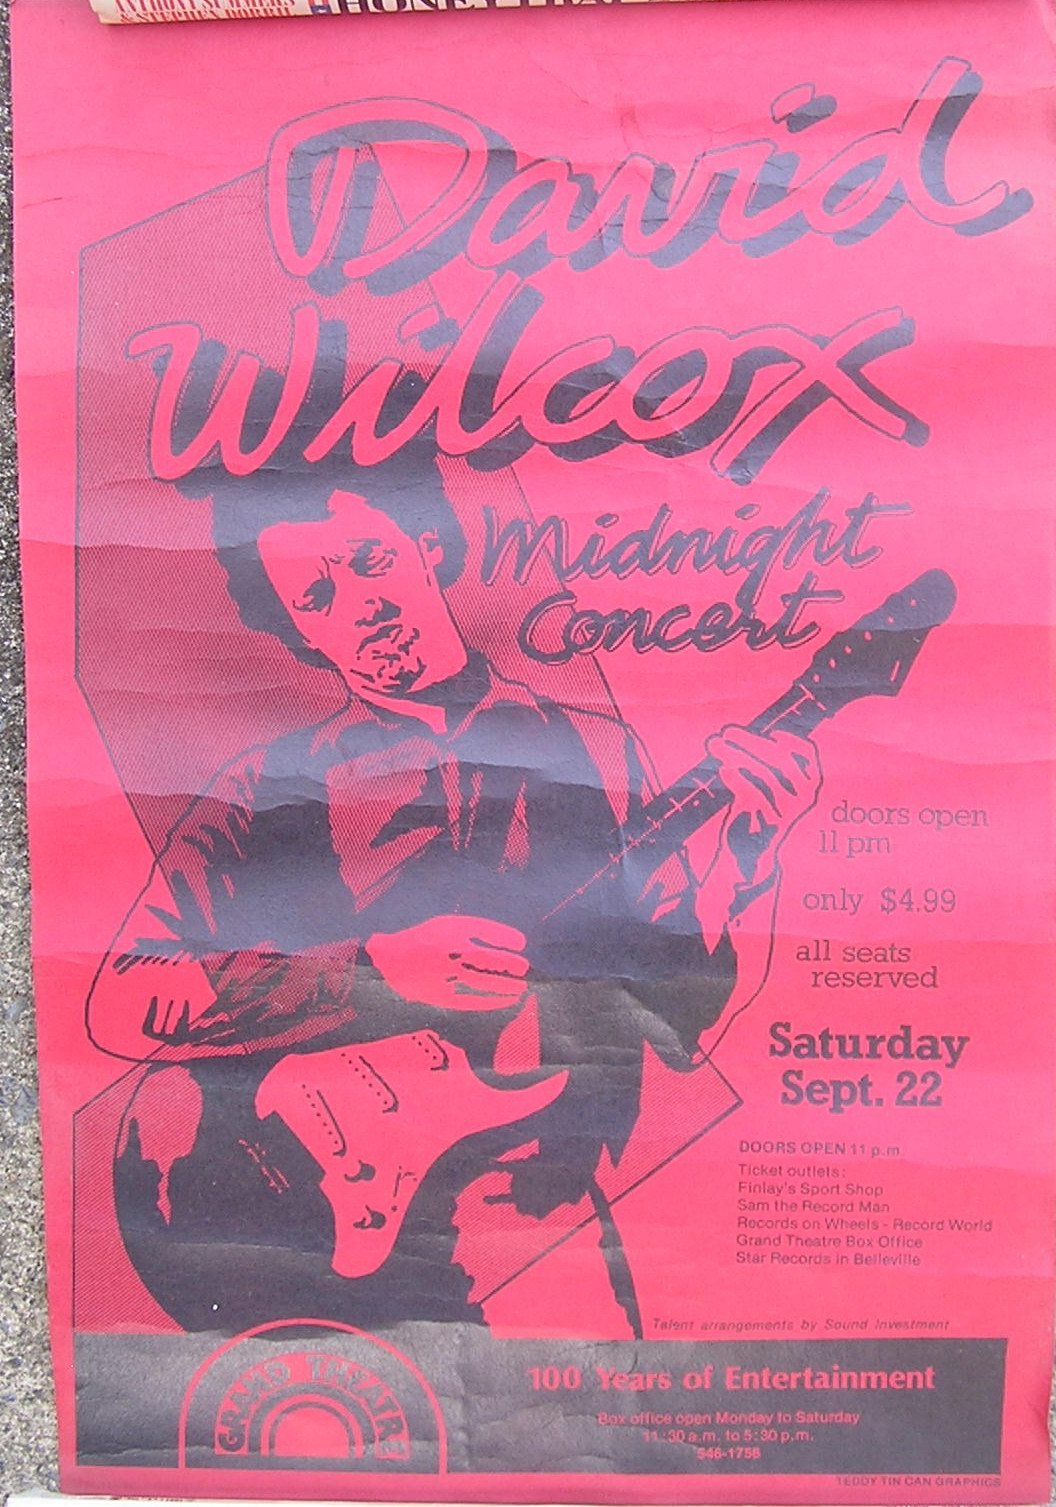 & STEPHEN
David
Wilcox
Midnight
Concert
doors open
11 pm
only $4.99
all seats
reserved
Saturday
Sept. 22
DOORS OPEN 11 p.m
Ticket outlets:
Finlay's Sport Shop
Sam the Record Man
Records on Wheels - Record World
Grand Theatre Box Office
Star Records in Belleville
Talent arrangements by Sound Investment
GRAND THEATRE
100 Years of Entertainment
Box office open Monday to Saturday
11:30 a.m. to 5:30 p.m.
546-1756
TEDDY TIN CAN GRAPHICS